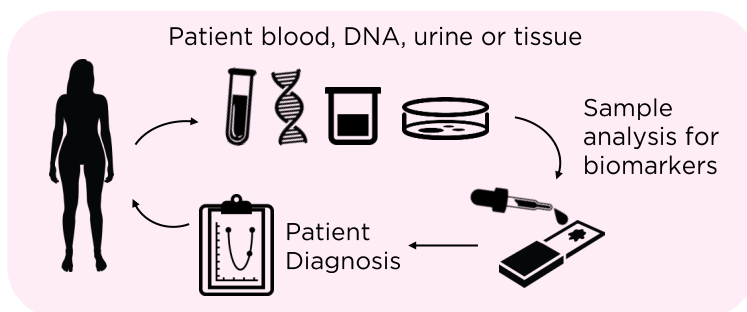 Patient blood, DNA, urine or tissue
Sample
analysis for
biomarkers
Patient
Diagnosis